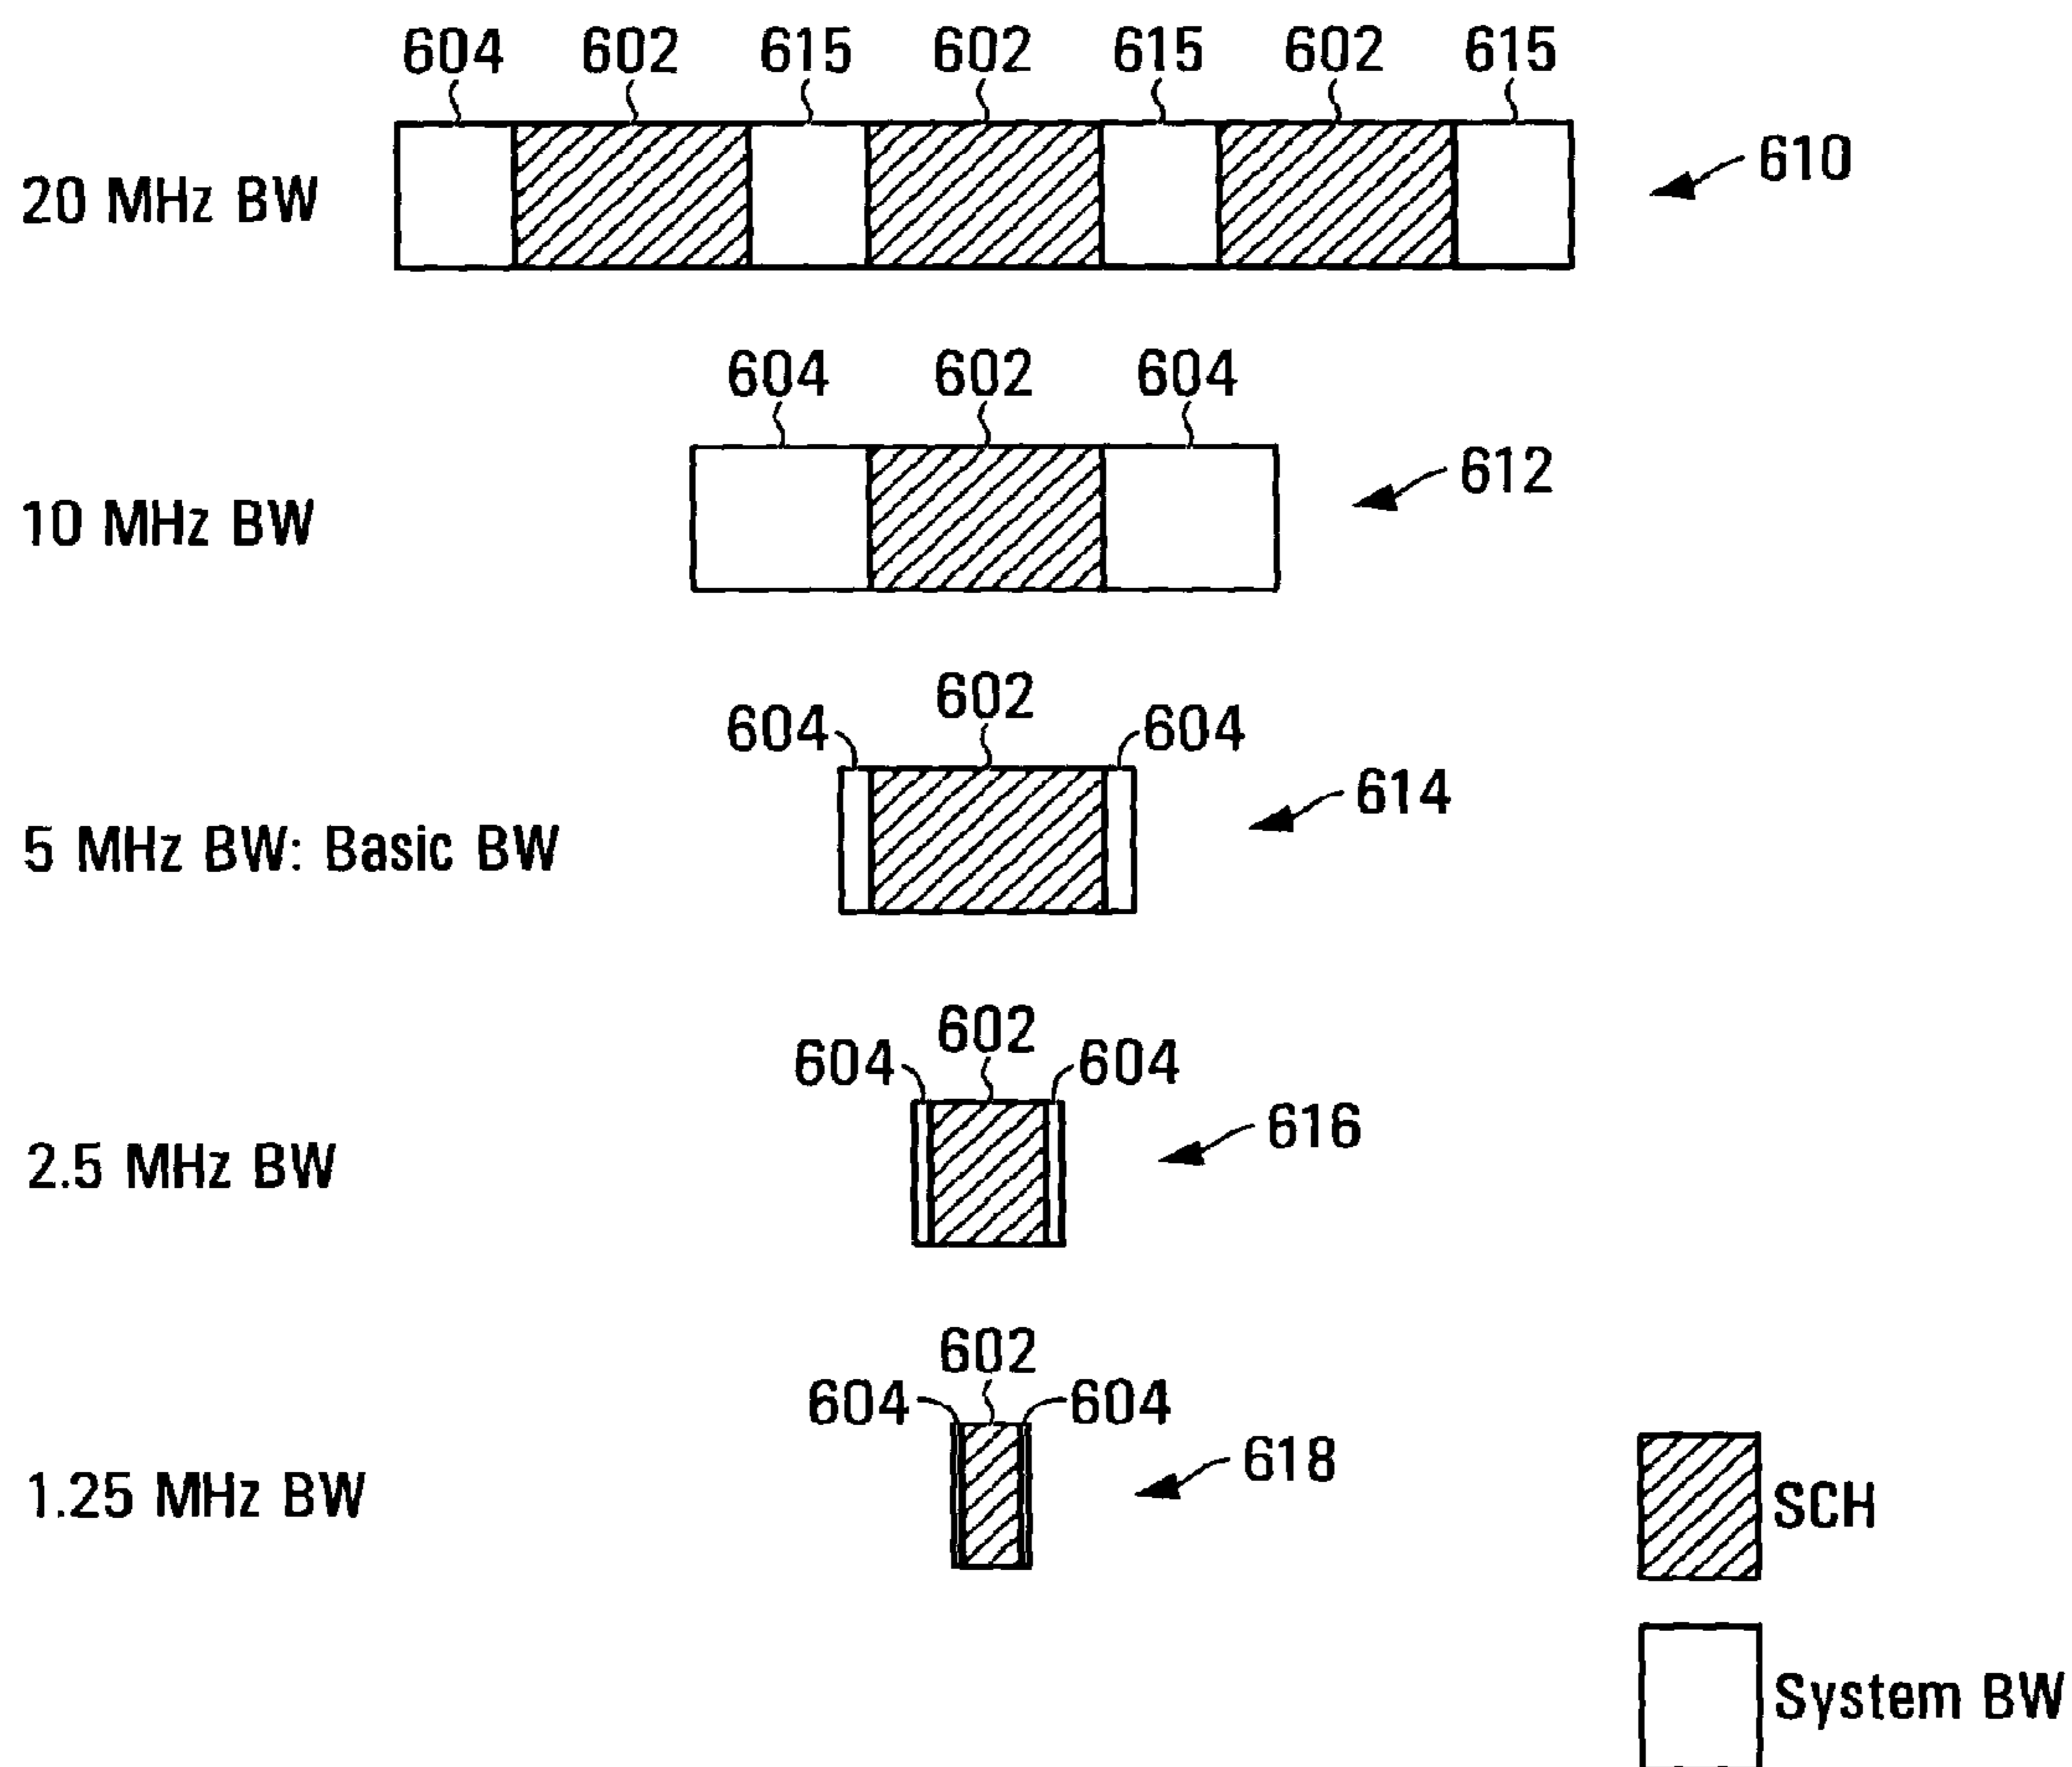 604 602 615 602 615 602 615
610
20 MHz BW
604 602 604
612
10 MHz BW
602
604 604
614
5 MHz BW: Basic BW
602
604 604
616
2.5 MHz BW
602
604 604
618
1.25 MHz BW
SCH
System BW